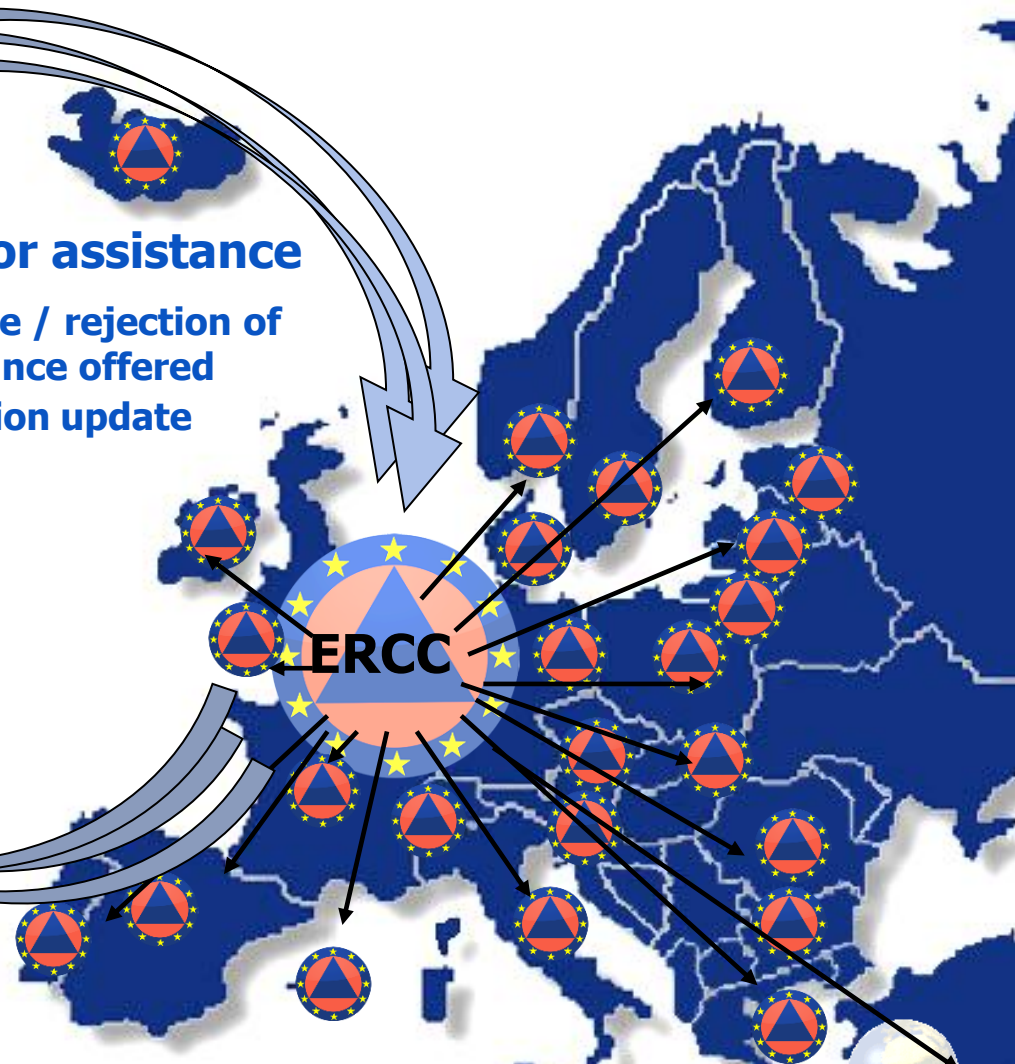 or assistance
e / rejection of
nce offered
ion update
ERCC